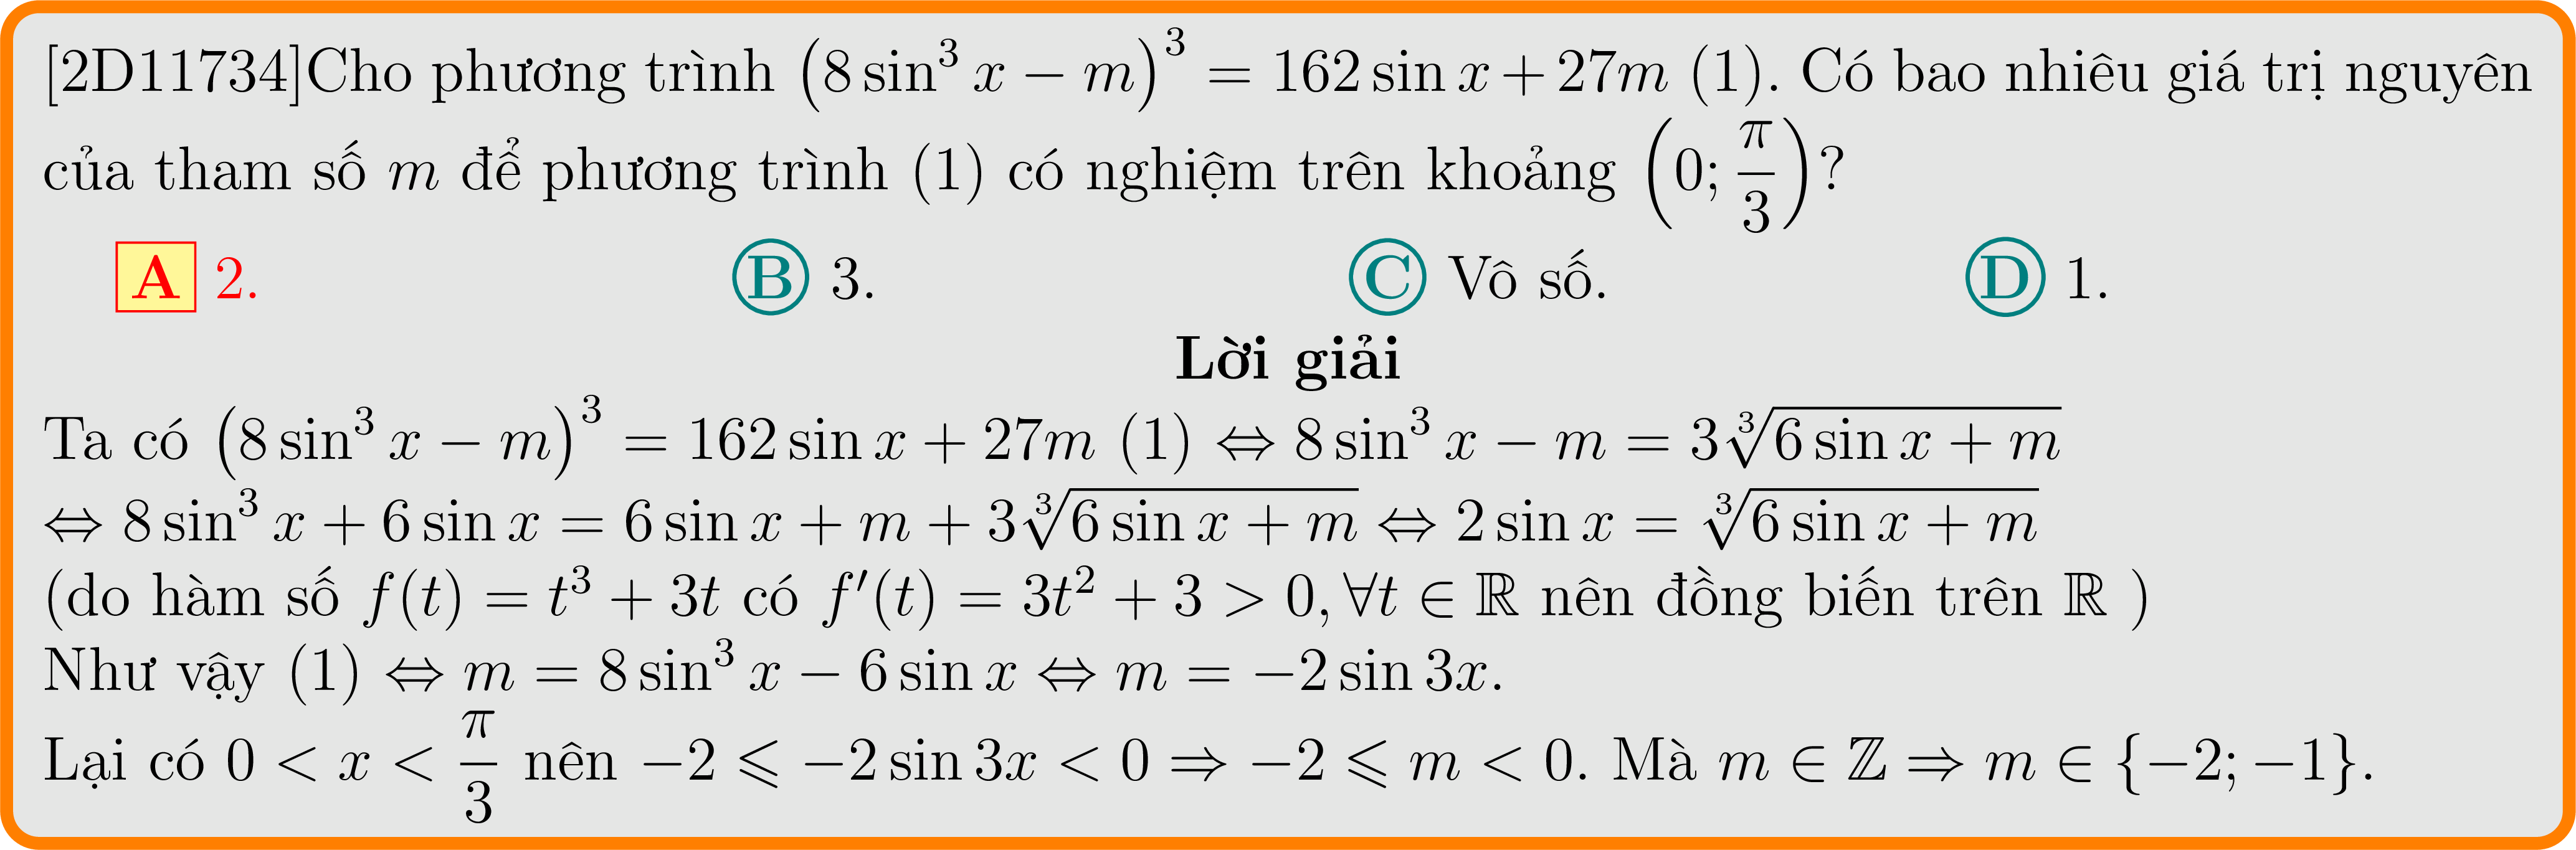 [2D11734]Cho phương trình (8 sin³ x − m)³ = 162 sin x + 27m (1). Có bao nhiêu giá trị nguyên
của tham số m để phương trình (1) có nghiệm trên khoảng (0; π/3)?
A 2. B 3. C Vô số. D 1.
Lời giải
Ta có (8 sin³ x − m)³ = 162 sin x + 27m (1) ⇔ 8 sin³ x − m = 3∛(6 sin x + m)
⇔ 8 sin³ x + 6 sin x = 6 sin x + m + 3∛(6 sin x + m) ⇔ 2 sin x = ∛(6 sin x + m)
(do hàm số f(t) = t³ + 3t có f′(t) = 3t² + 3 > 0, ∀t ∈ ℝ nên đồng biến trên ℝ )
Như vậy (1) ⇔ m = 8 sin³ x − 6 sin x ⇔ m = −2 sin 3x.
Lại có 0 < x < π/3 nên −2 ⩽ −2 sin 3x < 0 ⇒ −2 ⩽ m < 0. Mà m ∈ ℤ ⇒ m ∈ {−2; −1}.